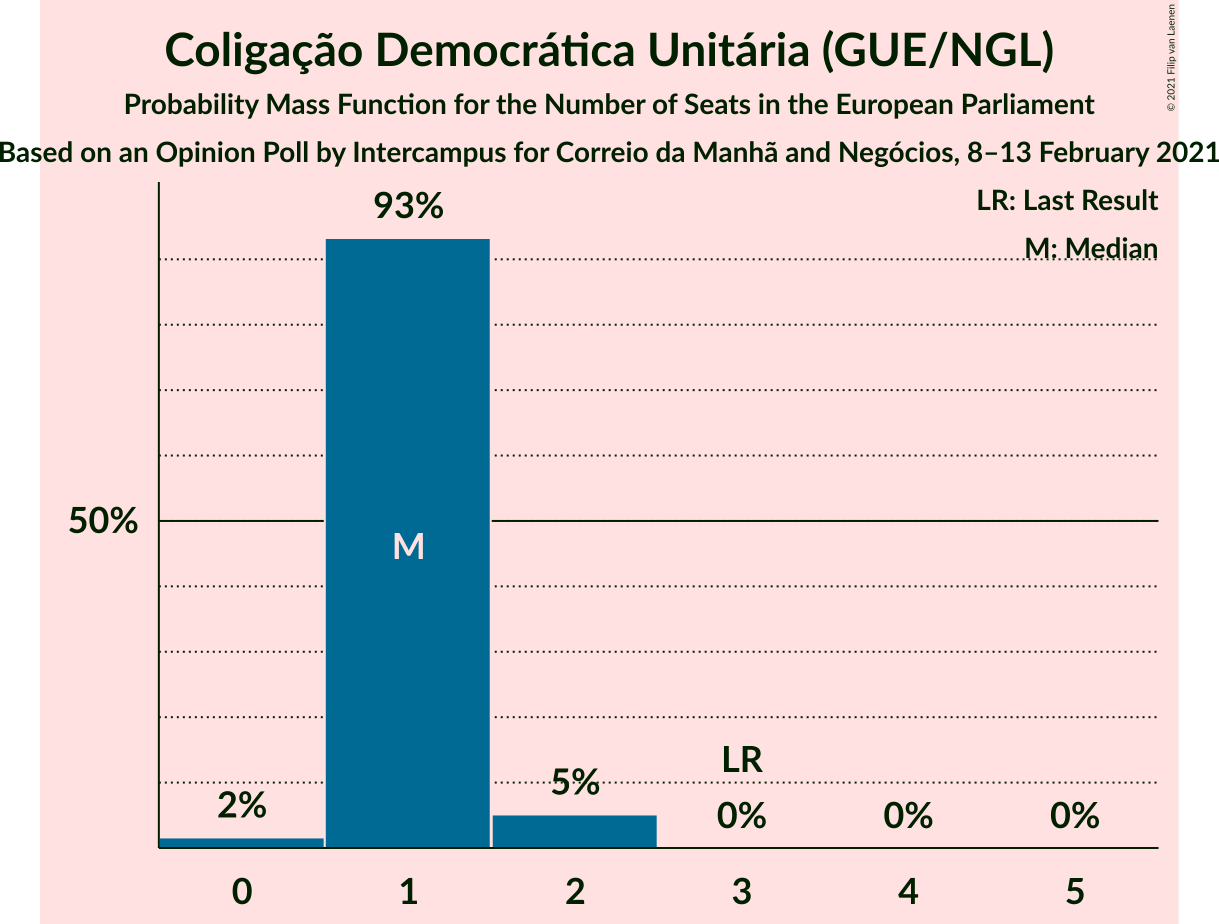 Coligação Democrática Unitária (GUE/NGL)
Probability Mass Function for the Number of Seats in the European Parliament
Based on an Opinion Poll by Intercampus for Correio da Manhã and Negócios, 8–13 February 2021
© 2021 Filip van Laenen
LR: Last Result
M: Median
93%
50%
M
LR
2%
5%
0%
0%
0%
0
1
2
3
4
5